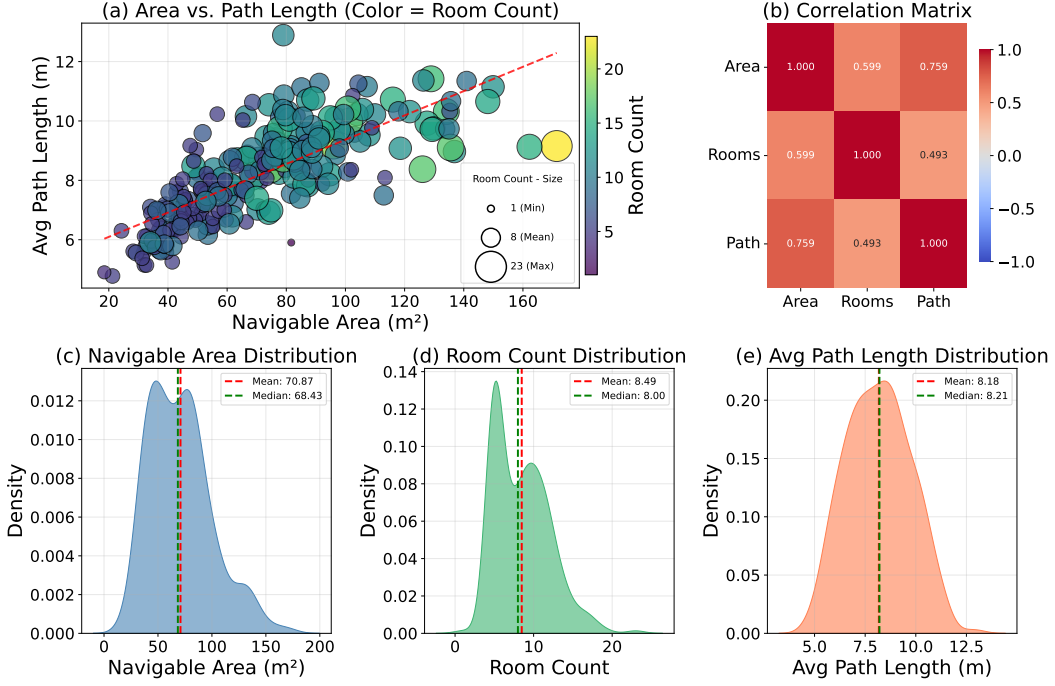 (a) Area vs. Path Length (Color = Room Count)
Avg Path Length (m)
12
10
8
6
20
40
60
80
100
120
140
160
Navigable Area (m²)
Room Count - Size
1 (Min)
8 (Mean)
23 (Max)
20
15
10
5
Room Count
(b) Correlation Matrix
Area
Rooms
Path
1.000
0.599
0.759
0.599
1.000
0.493
0.759
0.493
1.000
Area
Rooms
Path
1.0
0.5
0.0
−0.5
−1.0
(c) Navigable Area Distribution
Density
0.012
0.010
0.008
0.006
0.004
0.002
0.000
0
50
100
150
200
Navigable Area (m²)
Mean: 70.87
Median: 68.43
(d) Room Count Distribution
Density
0.14
0.12
0.10
0.08
0.06
0.04
0.02
0.00
0
10
20
Room Count
Mean: 8.49
Median: 8.00
(e) Avg Path Length Distribution
Density
0.20
0.15
0.10
0.05
0.00
5.0
7.5
10.0
12.5
Avg Path Length (m)
Mean: 8.18
Median: 8.21